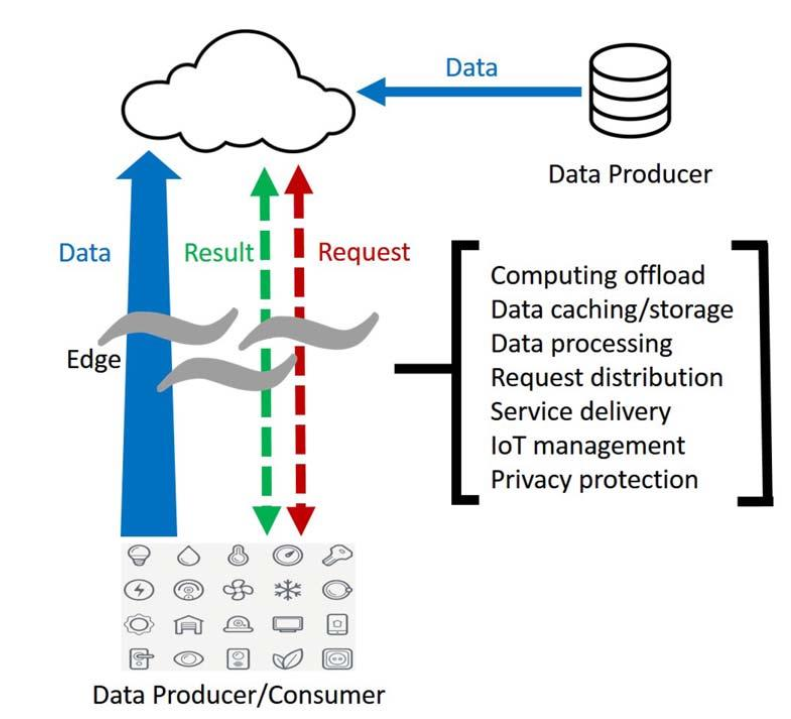 Data
Data Producer
Data
Result
Request
Edge
Computing offload
Data caching/storage
Data processing
Request distribution
Service delivery
IoT management
Privacy protection
Data Producer/Consumer